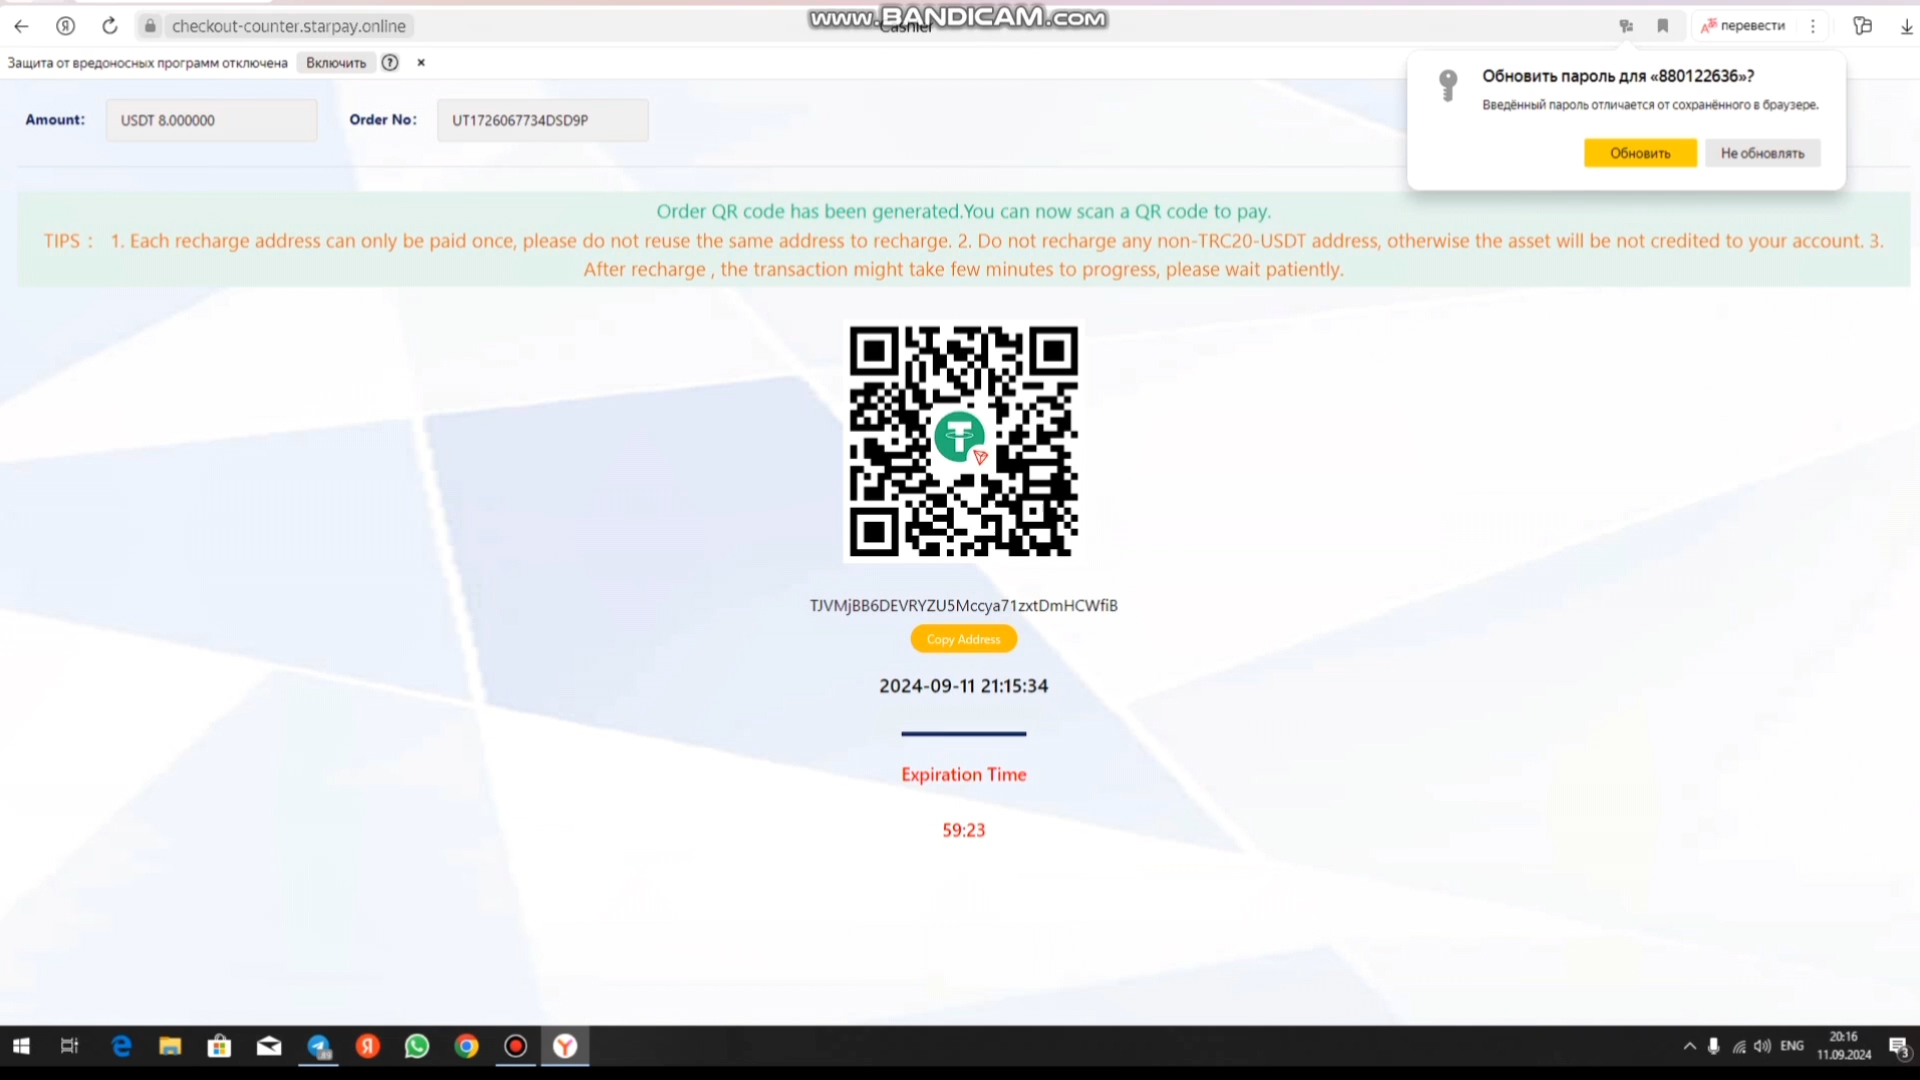 www.BANDICAM.com
checkout-counter.starpay.online
Cashier
перевести
Защита от вредоносных программ отключена
Включить
Обновить пароль для «880122636»?
Введённый пароль отличается от сохранённого в браузере.
Обновить
Не обновлять
Amount:
USDT 8.000000
Order No:
UT1726067734DSD9P
Order QR code has been generated.You can now scan a QR code to pay.
TIPS : 1. Each recharge address can only be paid once, please do not reuse the same address to recharge. 2. Do not recharge any non-TRC20-USDT address, otherwise the asset will be not credited to your account. 3.
After recharge , the transaction might take few minutes to progress, please wait patiently.
TJVMjBB6DEVRYZU5Mccya71zxtDmHCWfiB
Copy Address
2024-09-11 21:15:34
Expiration Time
59:23
ENG
20:16
11.09.2024
3